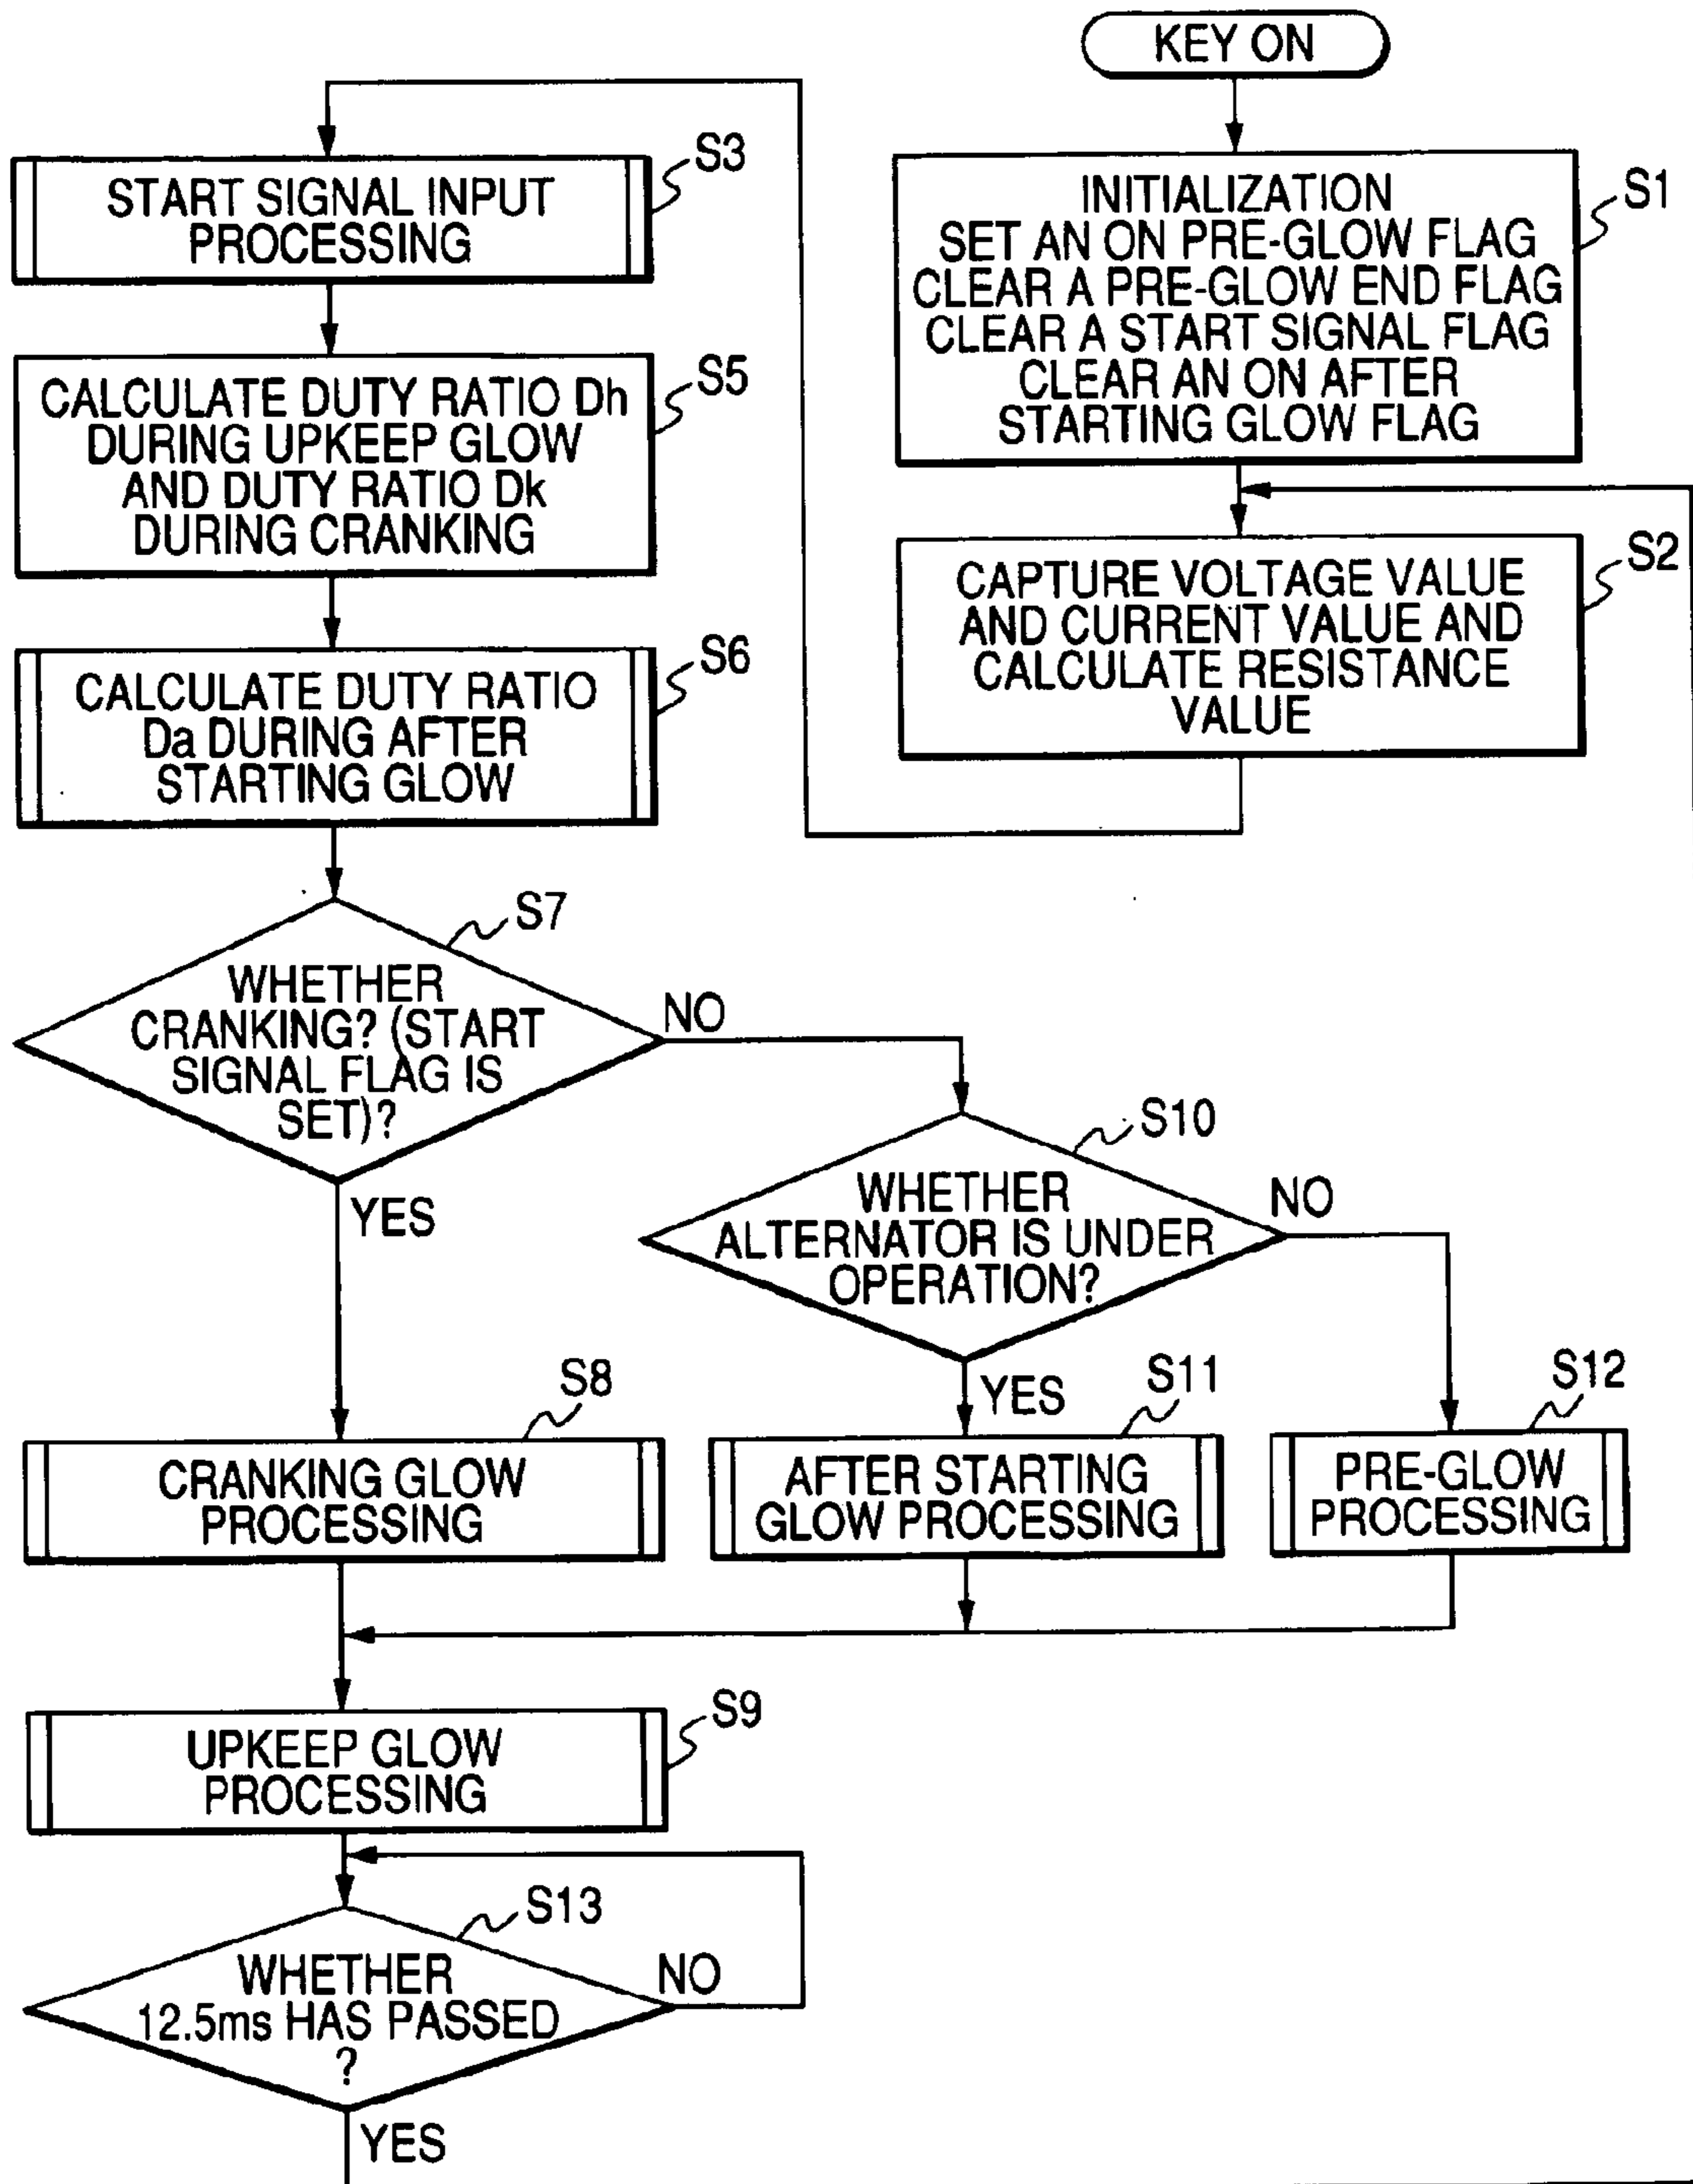 KEY ON
INITIALIZATION
SET AN ON PRE-GLOW FLAG
CLEAR A PRE-GLOW END FLAG
CLEAR A START SIGNAL FLAG
CLEAR AN ON AFTER
STARTING GLOW FLAG
S1
CAPTURE VOLTAGE VALUE
AND CURRENT VALUE AND
CALCULATE RESISTANCE
VALUE
S2
START SIGNAL INPUT
PROCESSING
S3
CALCULATE DUTY RATIO Dh
DURING UPKEEP GLOW
AND DUTY RATIO Dk
DURING CRANKING
S5
CALCULATE DUTY RATIO
Da DURING AFTER
STARTING GLOW
S6
WHETHER
CRANKING? (START
SIGNAL FLAG IS
SET)?
S7
NO
YES
WHETHER
ALTERNATOR IS UNDER
OPERATION?
S10
NO
YES
CRANKING GLOW
PROCESSING
S8
AFTER STARTING
GLOW PROCESSING
S11
PRE-GLOW
PROCESSING
S12
UPKEEP GLOW
PROCESSING
S9
WHETHER
12.5ms HAS PASSED
?
S13
NO
YES